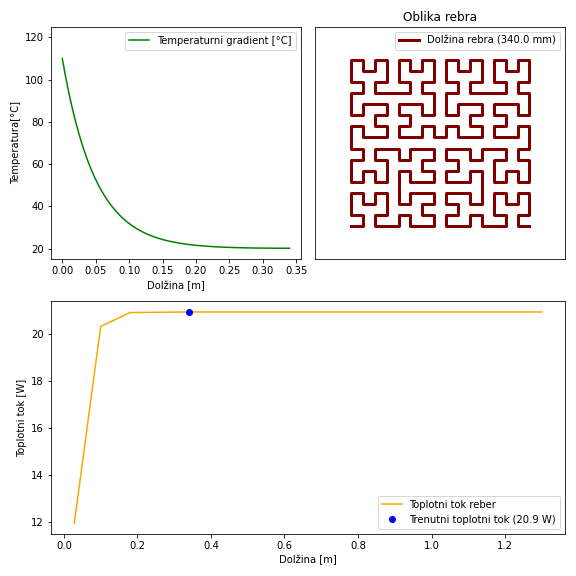 Temperaturni gradient [°C]
Temperatura[°C]
120
100
80
60
40
20
0.00 0.05 0.10 0.15 0.20 0.25 0.30 0.35
Dolžina [m]
Oblika rebra
Dolžina rebra (340.0 mm)
Toplotni tok [W]
20
18
16
14
12
Toplotni tok reber
Trenutni toplotni tok (20.9 W)
0.0 0.2 0.4 0.6 0.8 1.0 1.2
Dolžina [m]